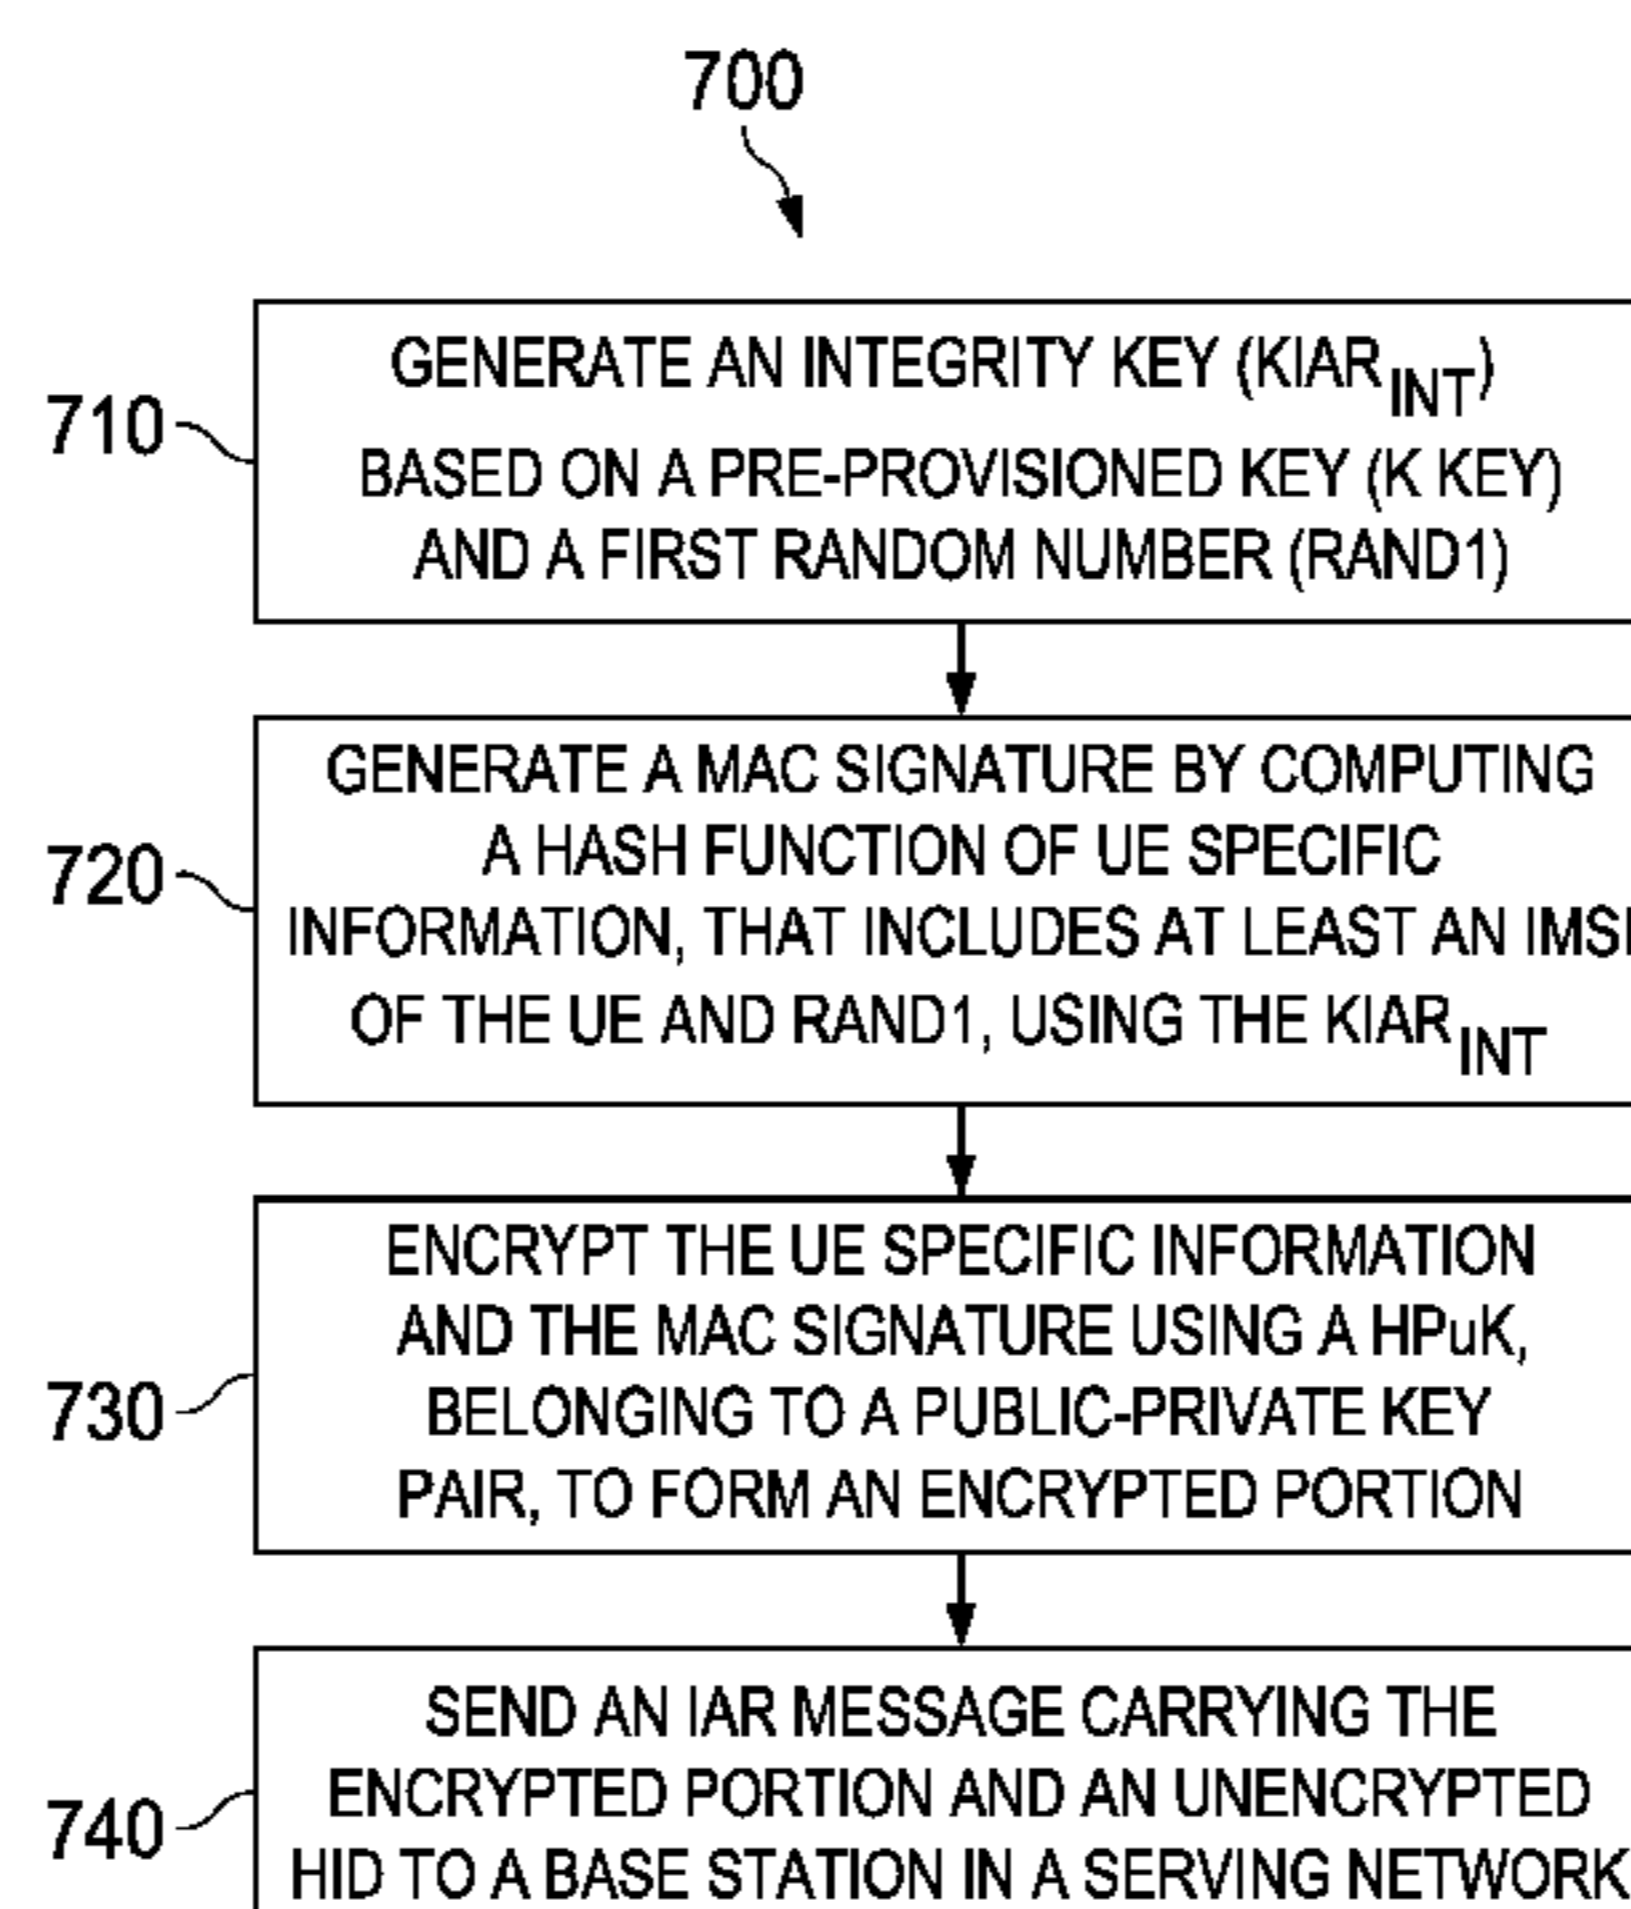 700
710
GENERATE AN INTEGRITY KEY (KIAR INT)
BASED ON A PRE-PROVISIONED KEY (K KEY)
AND A FIRST RANDOM NUMBER (RAND1)
720
GENERATE A MAC SIGNATURE BY COMPUTING
A HASH FUNCTION OF UE SPECIFIC
INFORMATION, THAT INCLUDES AT LEAST AN IMSI
OF THE UE AND RAND1, USING THE KIAR INT
730
ENCRYPT THE UE SPECIFIC INFORMATION
AND THE MAC SIGNATURE USING A HPuK,
BELONGING TO A PUBLIC-PRIVATE KEY
PAIR, TO FORM AN ENCRYPTED PORTION
740
SEND AN IAR MESSAGE CARRYING THE
ENCRYPTED PORTION AND AN UNENCRYPTED
HID TO A BASE STATION IN A SERVING NETWORK